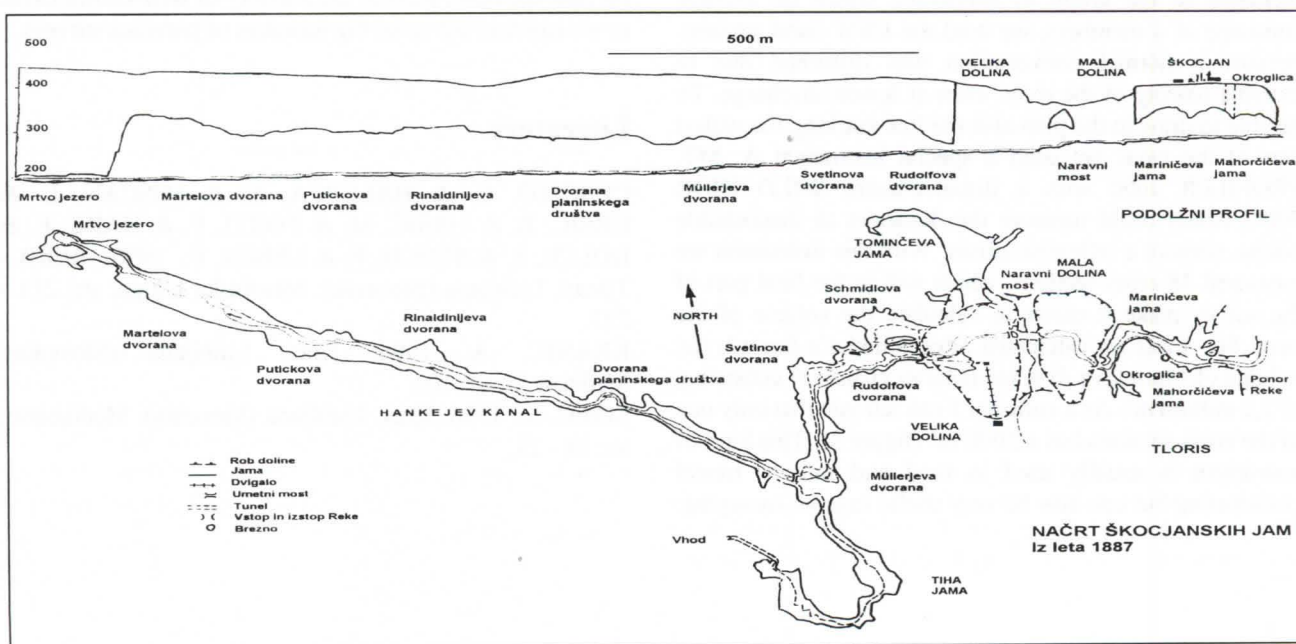 500
400
300
200
500 m
VELIKA
DOLINA
MALA
DOLINA
ŠKOCJAN
Okroglica
Mrtvo jezero
Martelova dvorana
Putickova
dvorana
Rinaldinijeva
dvorana
Dvorana
planinskega
društva
Müllerjeva
dvorana
Svetinova
dvorana
Rudolfova
dvorana
Naravni
most
Mariničeva
jama
Mahorčičeva
jama
PODOLŽNI PROFIL
Mrtvo jezero
Martelova
dvorana
Putickova
dvorana
Rinaldinijeva
dvorana
HANKEJEV KANAL
Dvorana
planinskega društva
NORTH
TOMINČEVA
JAMA
Schmidlova
dvorana
Svetinova
dvorana
Rudolfova
dvorana
Naravni
most
MALA
DOLINA
Mariničeva
jama
Okroglica
Mahorčičeva
jama
Ponor
Reke
VELIKA
DOLINA
TLORIS
Müllerjeva
dvorana
Vhod
TIHA
JAMA
Rob doline
Jama
Dvigalo
Umetni most
Tunel
Vstop in izstop Reke
Brezno
NAČRT ŠKOCJANSKIH JAM
Iz leta 1887